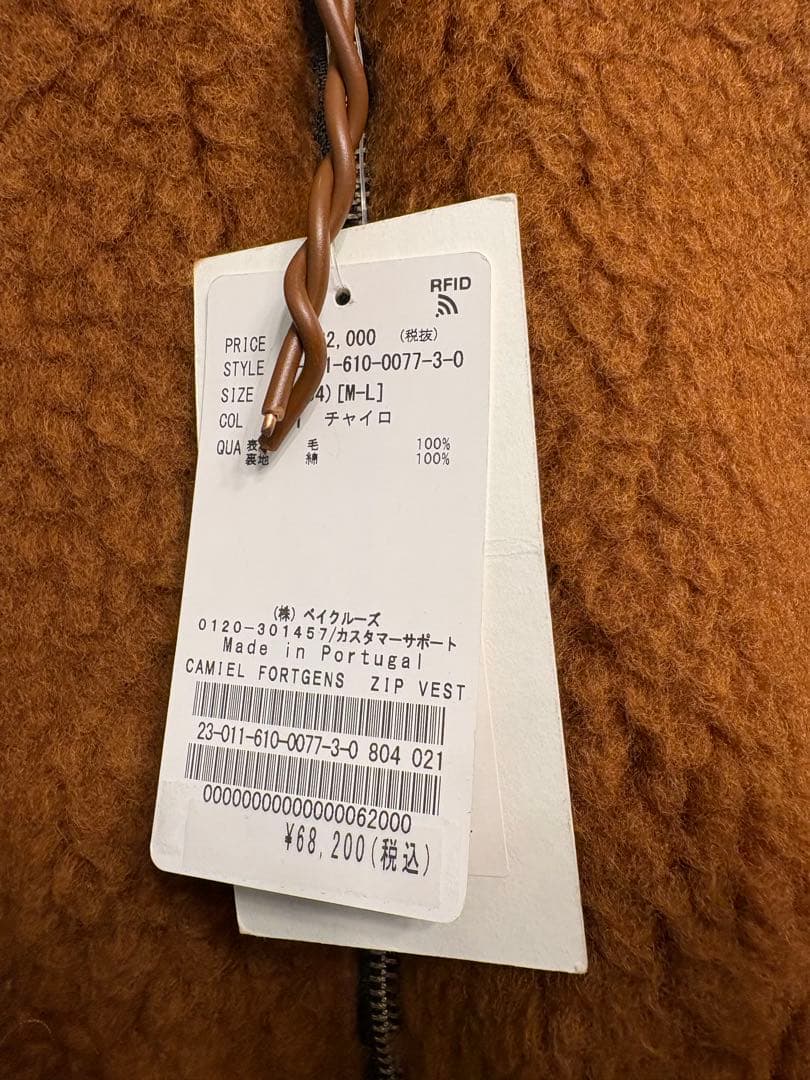 RFID
PRICE 2,000 (税抜)
STYLE 1-610-0077-3-0
SIZE 4)[M-L]
COL チャイロ
QUA 表 毛 100%
裏地 綿 100%
(株) ベイクルーズ
0120-301457/カスタマーサポート
Made in Portugal
CAMIEL FORTGENS ZIP VEST
23-011-610-0077-3-0 804 021
00000000000000062000
¥68,200(税込)